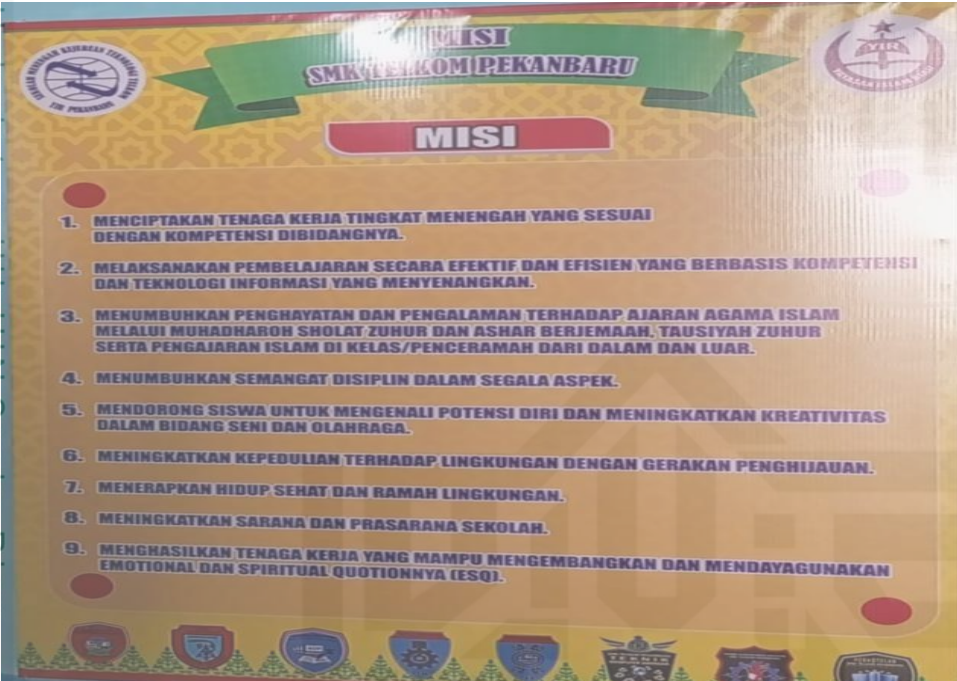 MISI
SMK TELKOM PEKANBARU
YIR
YIR PEKANBARU
MISI
1. MENCIPTAKAN TENAGA KERJA TINGKAT MENENGAH YANG SESUAI
DENGAN KOMPETENSI DIBIDANGNYA.
2. MELAKSANAKAN PEMBELAJARAN SECARA EFEKTIF DAN EFISIEN YANG BERBASIS KOMPETENSI
DAN TEKNOLOGI INFORMASI YANG MENYENANGKAN.
3. MENUMBUHKAN PENGHAYATAN DAN PENGALAMAN TERHADAP AJARAN AGAMA ISLAM
MELALUI MUHADHAROH SHOLAT ZUHUR DAN ASHAR BERJEMAAH, TAUSIYAH ZUHUR
SERTA PENGAJARAN ISLAM DI KELAS/PENCERAMAH DARI DALAM DAN LUAR.
4. MENUMBUHKAN SEMANGAT DISIPLIN DALAM SEGALA ASPEK.
5. MENDORONG SISWA UNTUK MENGENALI POTENSI DIRI DAN MENINGKATKAN KREATIVITAS
DALAM BIDANG SENI DAN OLAHRAGA.
6. MENINGKATKAN KEPEDULIAN TERHADAP LINGKUNGAN DENGAN GERAKAN PENGHIJAUAN.
7. MENERAPKAN HIDUP SEHAT DAN RAMAH LINGKUNGAN.
8. MENINGKATKAN SARANA DAN PRASARANA SEKOLAH.
9. MENGHASILKAN TENAGA KERJA YANG MAMPU MENGEMBANGKAN DAN MENDAYAGUNAKAN
EMOTIONAL DAN SPIRITUAL QUOTIONNYA (ESQ).
TEKNIK